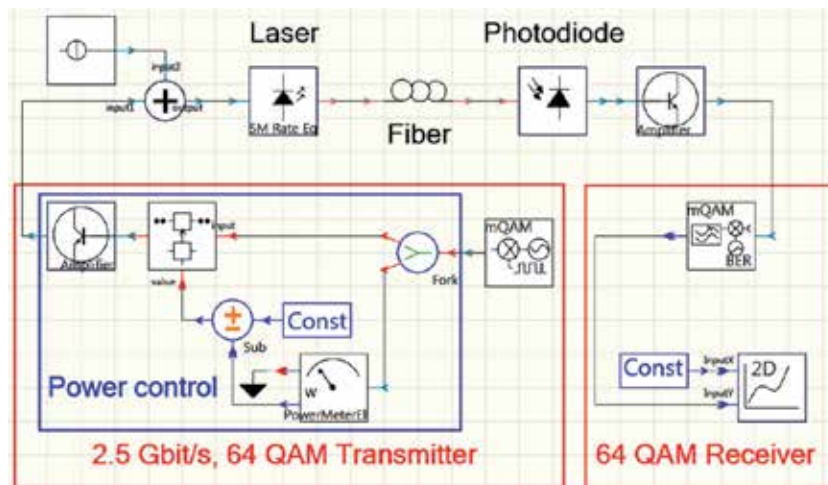 Laser
Photodiode
input2
input1
output
SM Rate Eq
Fiber
Amplifier
Amplifier
input
mQAM
mQAM
BER
value
Fork
Const
Sub
Const
InputX
2D
InputY
Power control
W
PowerMeterEl
2.5 Gbit/s, 64 QAM Transmitter
64 QAM Receiver